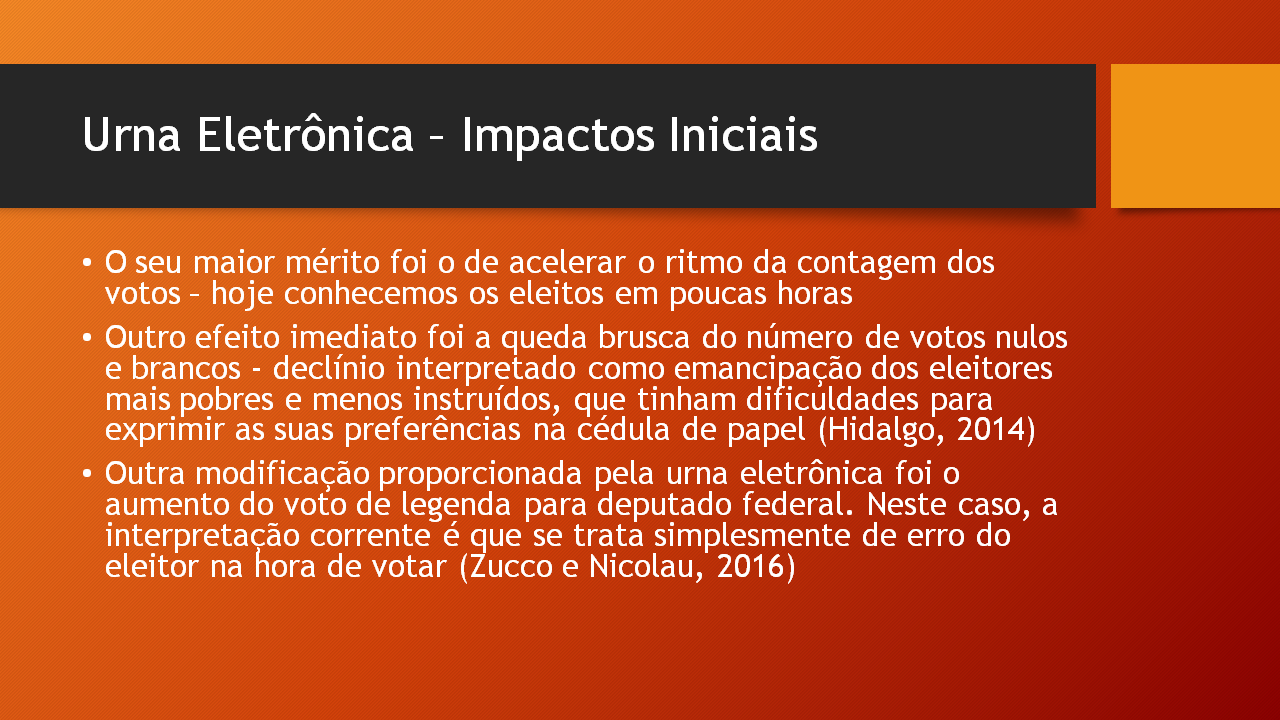 Urna Eletrônica – Impactos Iniciais
• O seu maior mérito foi o de acelerar o ritmo da contagem dos
votos – hoje conhecemos os eleitos em poucas horas
• Outro efeito imediato foi a queda brusca do número de votos nulos
e brancos - declínio interpretado como emancipação dos eleitores
mais pobres e menos instruídos, que tinham dificuldades para
exprimir as suas preferências na cédula de papel (Hidalgo, 2014)
• Outra modificação proporcionada pela urna eletrônica foi o
aumento do voto de legenda para deputado federal. Neste caso, a
interpretação corrente é que se trata simplesmente de erro do
eleitor na hora de votar (Zucco e Nicolau, 2016)